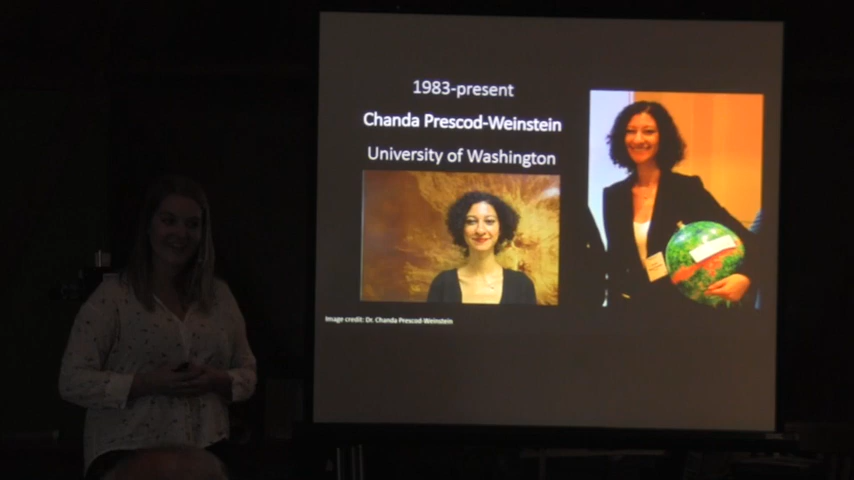 1983-present
Chanda Prescod-Weinstein
University of Washington
Image credit: Dr. Chanda Prescod-Weinstein